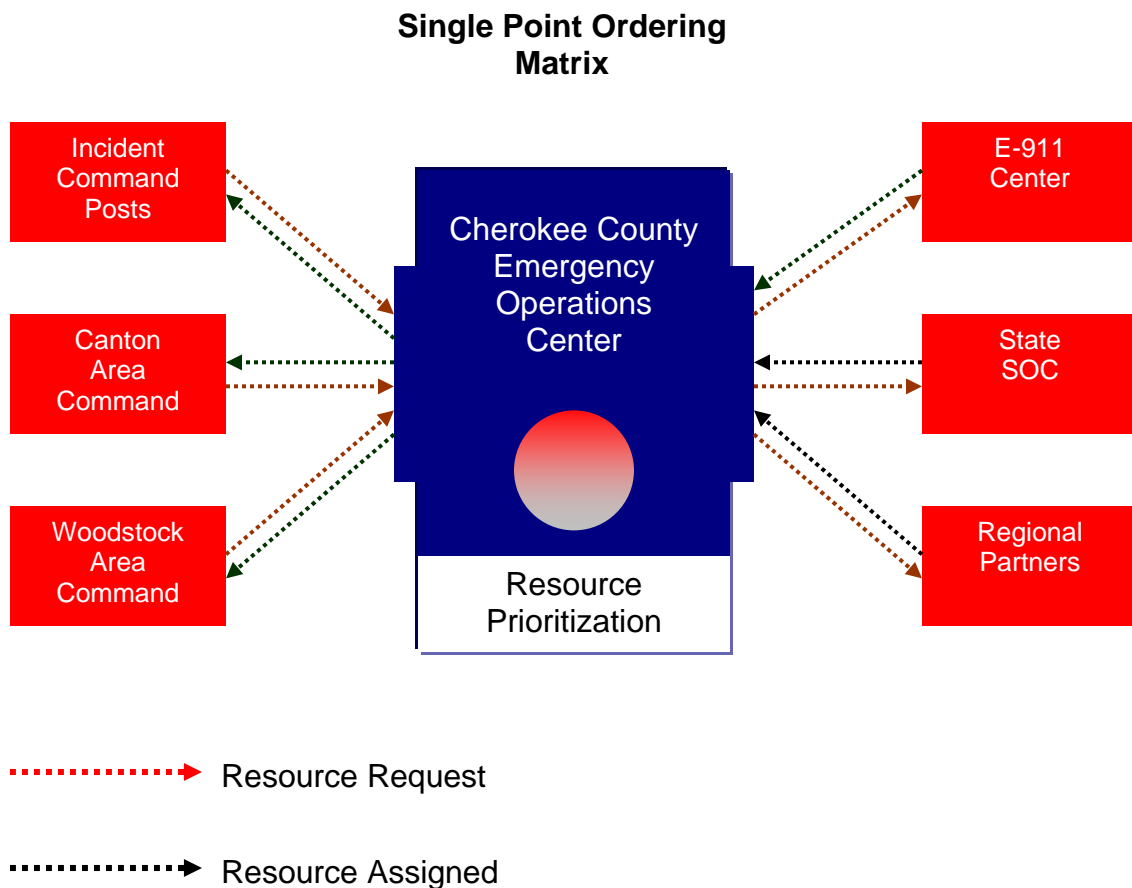 Single Point Ordering
Matrix
Incident
Command
Posts
Canton
Area
Command
Woodstock
Area
Command
Cherokee County
Emergency
Operations
Center
Resource
Prioritization
E-911
Center
State
SOC
Regional
Partners
Resource Request
Resource Assigned